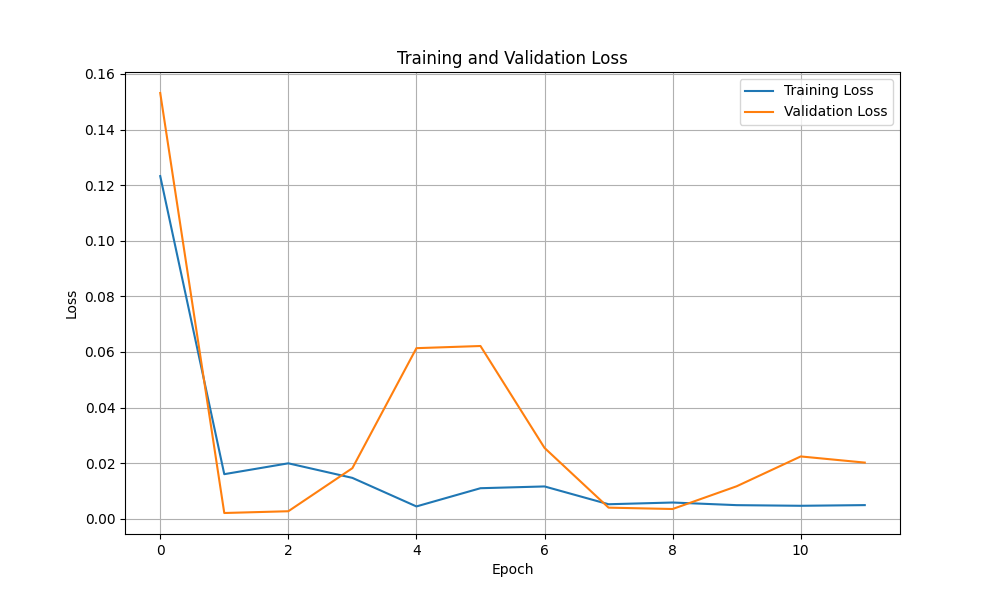 Training and Validation Loss
Training Loss
Validation Loss
0.16
0.14
0.12
0.10
0.08
0.06
0.04
0.02
0.00
Loss
0 2 4 6 8 10
Epoch